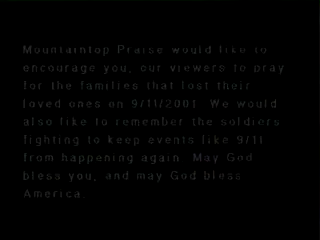 Mountaintop Praise would like to
encourage you, our viewers to pray
for the families that lost their
loved ones on 9/11/2001. We would
also like to remember the soldiers
fighting to keep events like 9/11
from happening again. May God
bless you, and may God bless
America.